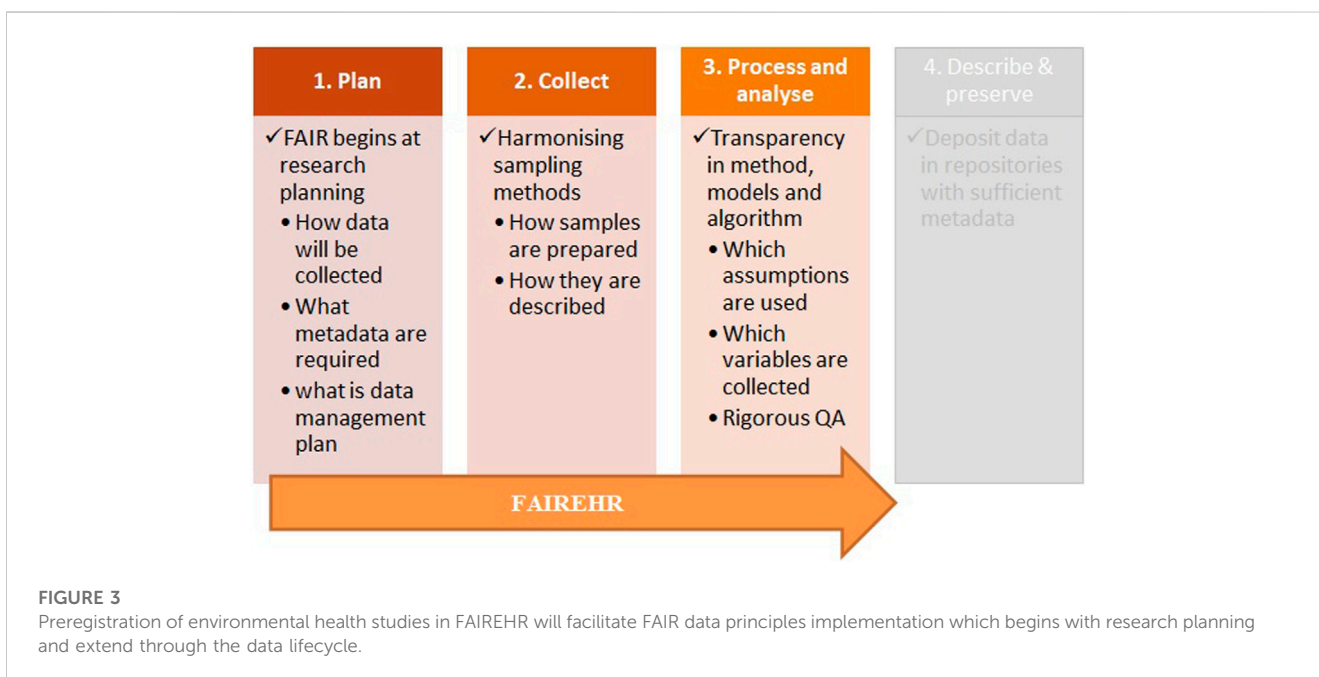 1. Plan
✓FAIR begins at
research
planning
• How data
will be
collected
• What
metadata are
required
• what is data
management
plan
2. Collect
✓Harmonising
sampling
methods
• How samples
are prepared
• How they are
described
3. Process and
analyse
✓Transparency
in method,
models and
algorithm
• Which
assumptions
are used
• Which
variables are
collected
• Rigorous QA
4. Describe &
preserve
✓Deposit data
in repositories
with sufficient
metadata
FAIREHR
FIGURE 3
Preregistration of environmental health studies in FAIREHR will facilitate FAIR data principles implementation which begins with research planning
and extend through the data lifecycle.